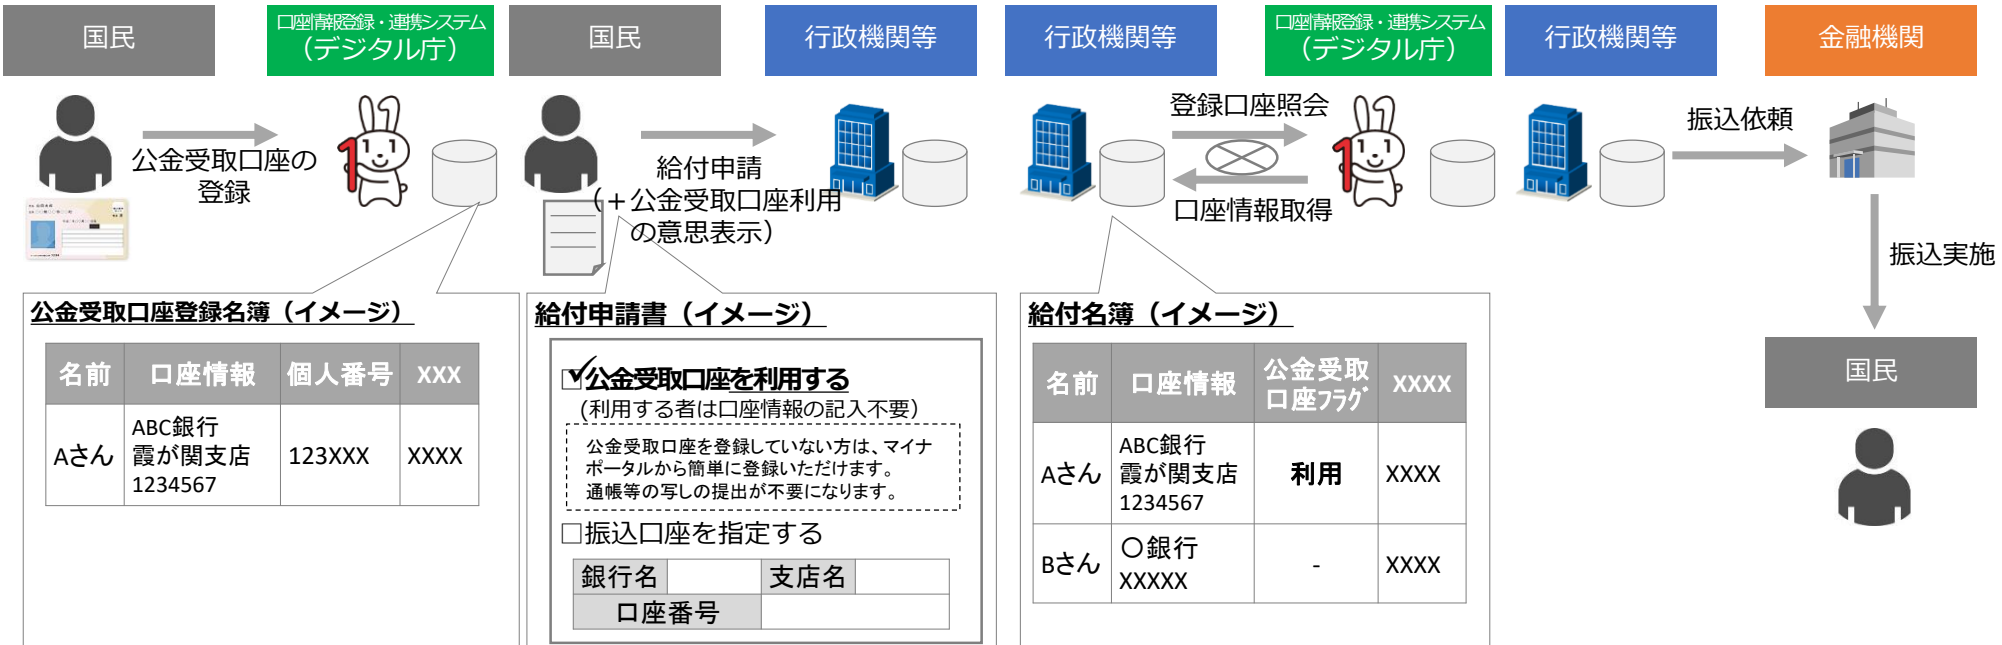 国民
口座情報登録・連携システム
（デジタル庁）
国民
行政機関等
行政機関等
口座情報登録・連携システム
（デジタル庁）
行政機関等
金融機関
公金受取口座の
登録
給付申請
（＋公金受取口座利用
の意思表示）
登録口座照会
口座情報取得
振込依頼
振込実施
国民
公金受取口座登録名簿（イメージ）
名前 口座情報 個人番号 XXX
Aさん
ABC銀行
霞が関支店
1234567
123XXX
XXXX
給付申請書（イメージ）
公金受取口座を利用する
(利用する者は口座情報の記入不要）
公金受取口座を登録していない方は、マイナ
ポータルから簡単に登録いただけます。
通帳等の写しの提出が不要になります。
□振込口座を指定する
銀行名 支店名
口座番号
給付名簿（イメージ）
名前 口座情報 公金受取
口座フラグ
XXXX
Aさん
ABC銀行
霞が関支店
1234567
利用
XXXX
Bさん
〇銀行
XXXXX
-
XXXX